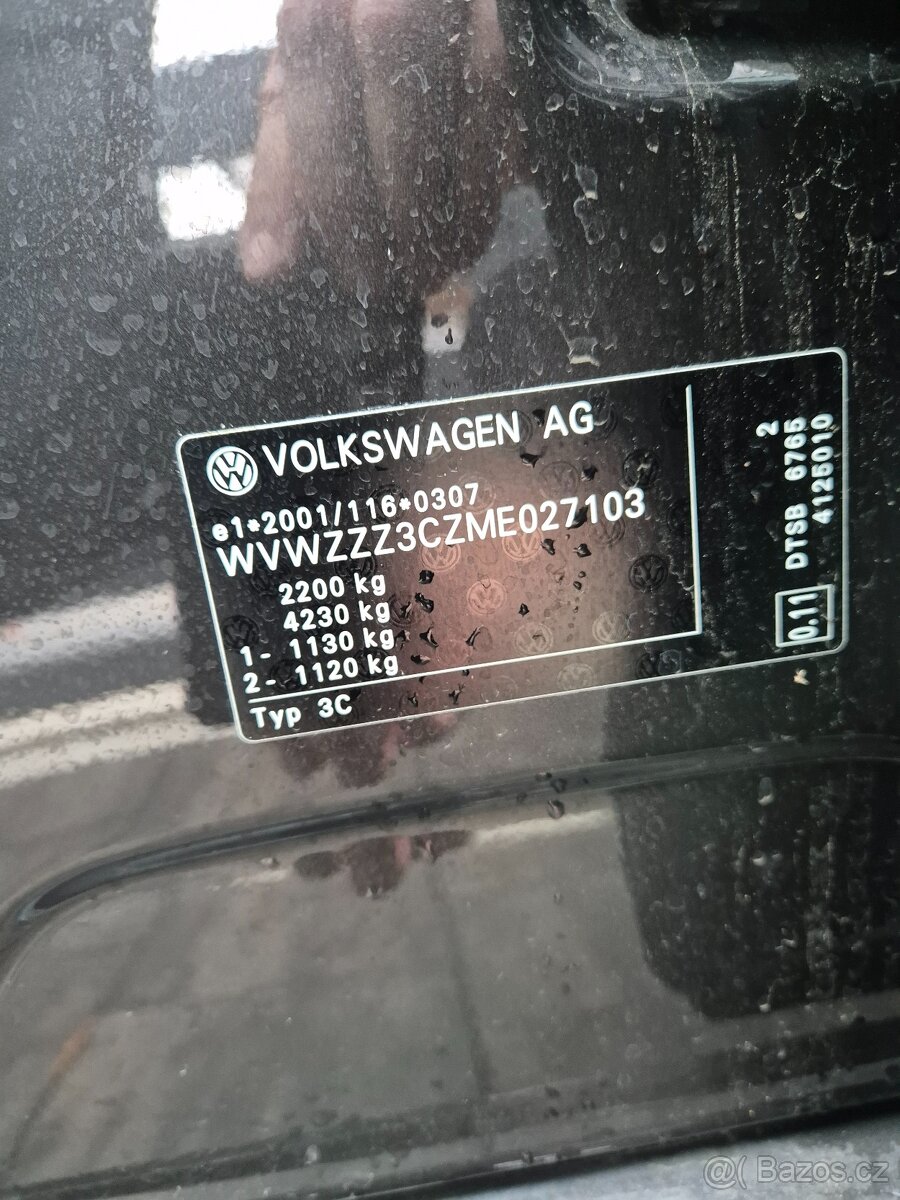 VOLKSWAGEN AG
e1*2001/116*0307
WVWZZZ3CZME027103
2200 kg
4230 kg
1- 1130 kg
2- 1120 kg
Typ 3C
2
DTSB 6765
4125010
0.11
@( Bazos.cz